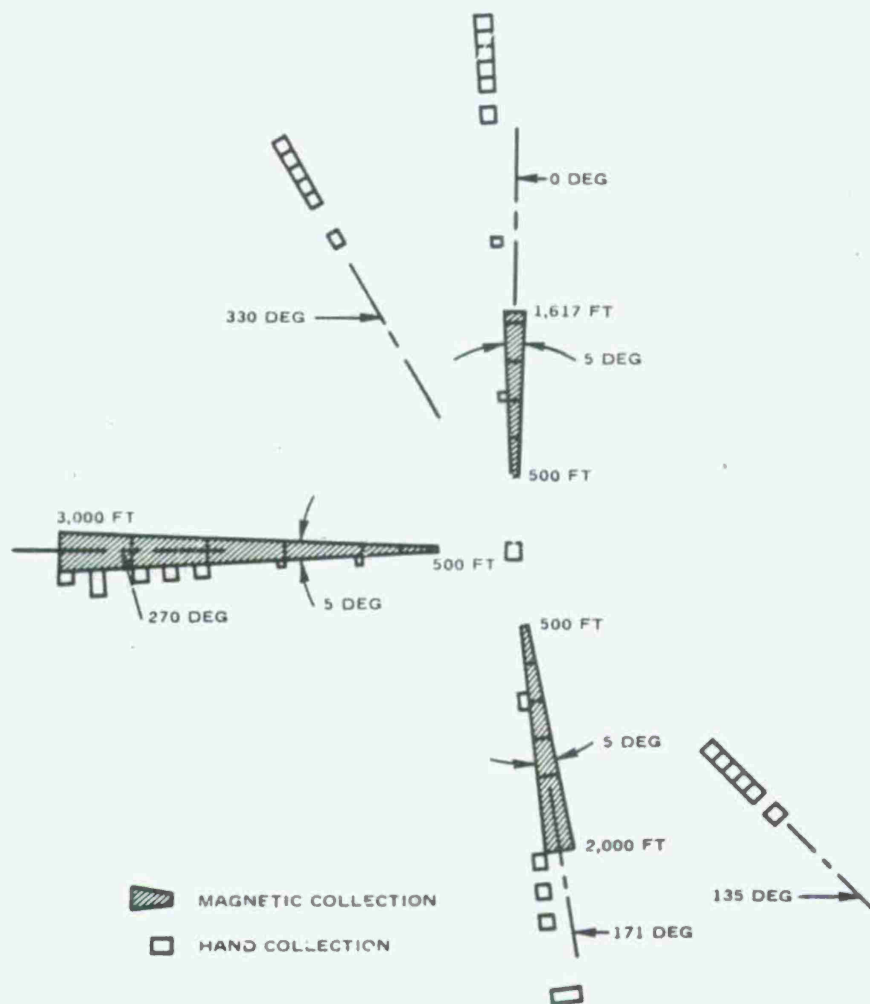 0 DEG
330 DEG
1,617 FT
5 DEG
500 FT
3,000 FT
500 FT
5 DEG
270 DEG
500 FT
5 DEG
2,000 FT
135 DEG
171 DEG
MAGNETIC COLLECTION
HAND COLLECTION